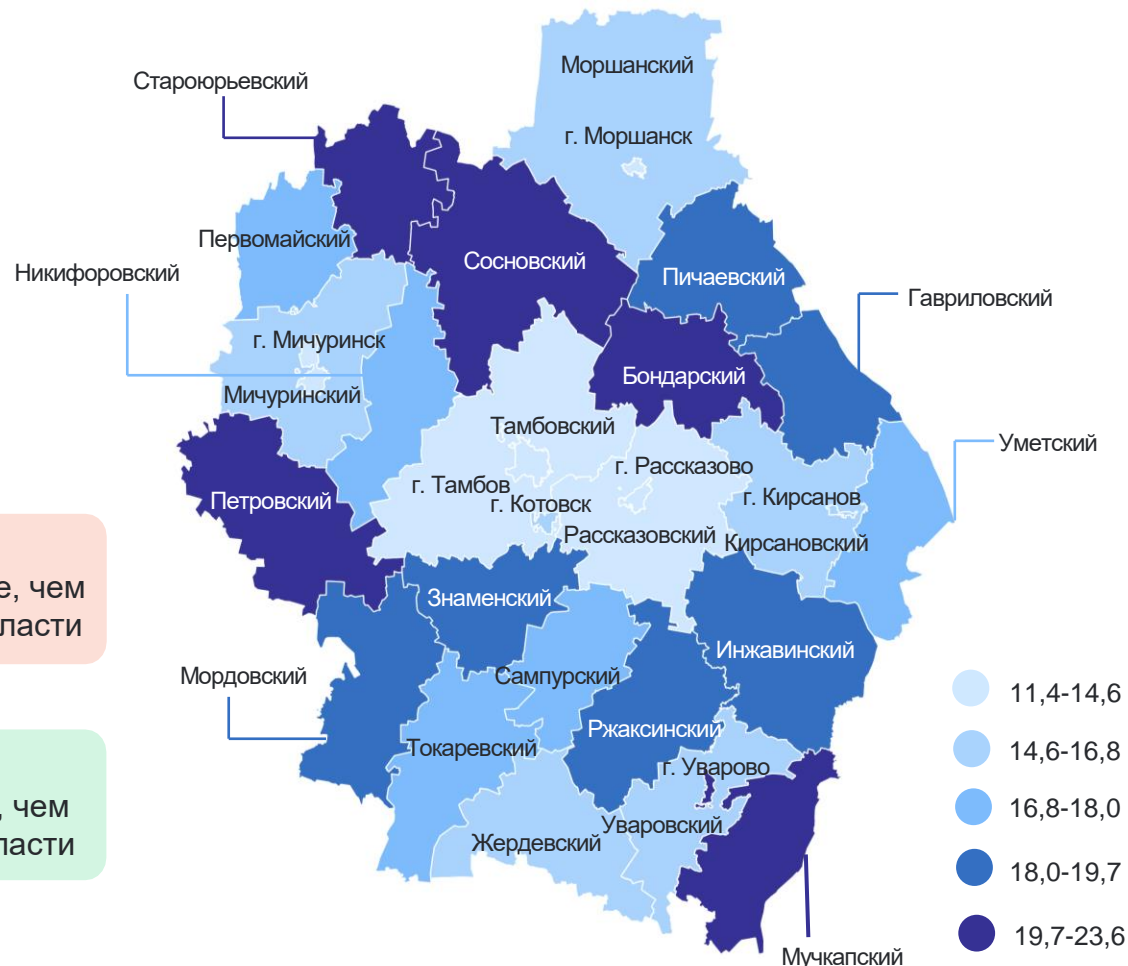 Моршанский
Староюрьевский
г. Моршанск
Первомайский
Сосновский
Никифоровский
Пичаевский
Гавриловский
г. Мичуринск
Бондарский
Мичуринский
Тамбовский
Уметский
г. Рассказово
Петровский
г. Тамбов
г. Кирсанов
г. Котовск
Рассказовский
Кирсановский
чем
ласти
Знаменский
Инжавинский
Мордовский
Сампурский
Ржаксинский
Токаревский
г. Уварово
чем
ласти
Уваровский
Жердевский
Мучкапский
11,4-14,6
14,6-16,8
16,8-18,0
18,0-19,7
19,7-23,6